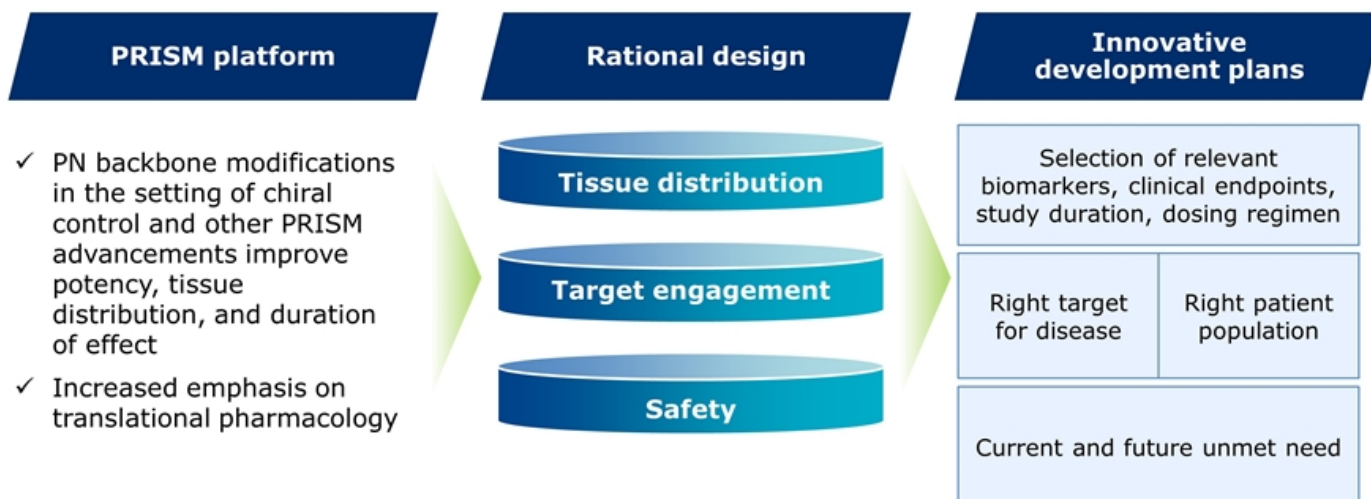 PRISM platform
✓ PN backbone modifications
in the setting of chiral
control and other PRISM
advancements improve
potency, tissue
distribution, and duration
of effect
✓ Increased emphasis on
translational pharmacology
Rational design
Tissue distribution
Target engagement
Safety
Innovative
development plans
Selection of relevant
biomarkers, clinical endpoints,
study duration, dosing regimen
Right target
for disease
Right patient
population
Current and future unmet need